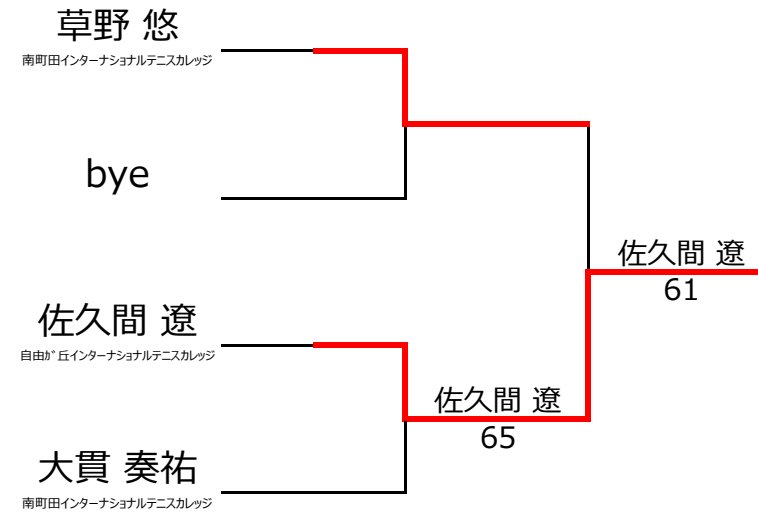 草野 悠
南町田インターナショナルテニスカレッジ
bye
佐久間 遼
61
佐久間 遼
自由が丘インターナショナルテニスカレッジ
佐久間 遼
65
大貫 奏祐
南町田インターナショナルテニスカレッジ